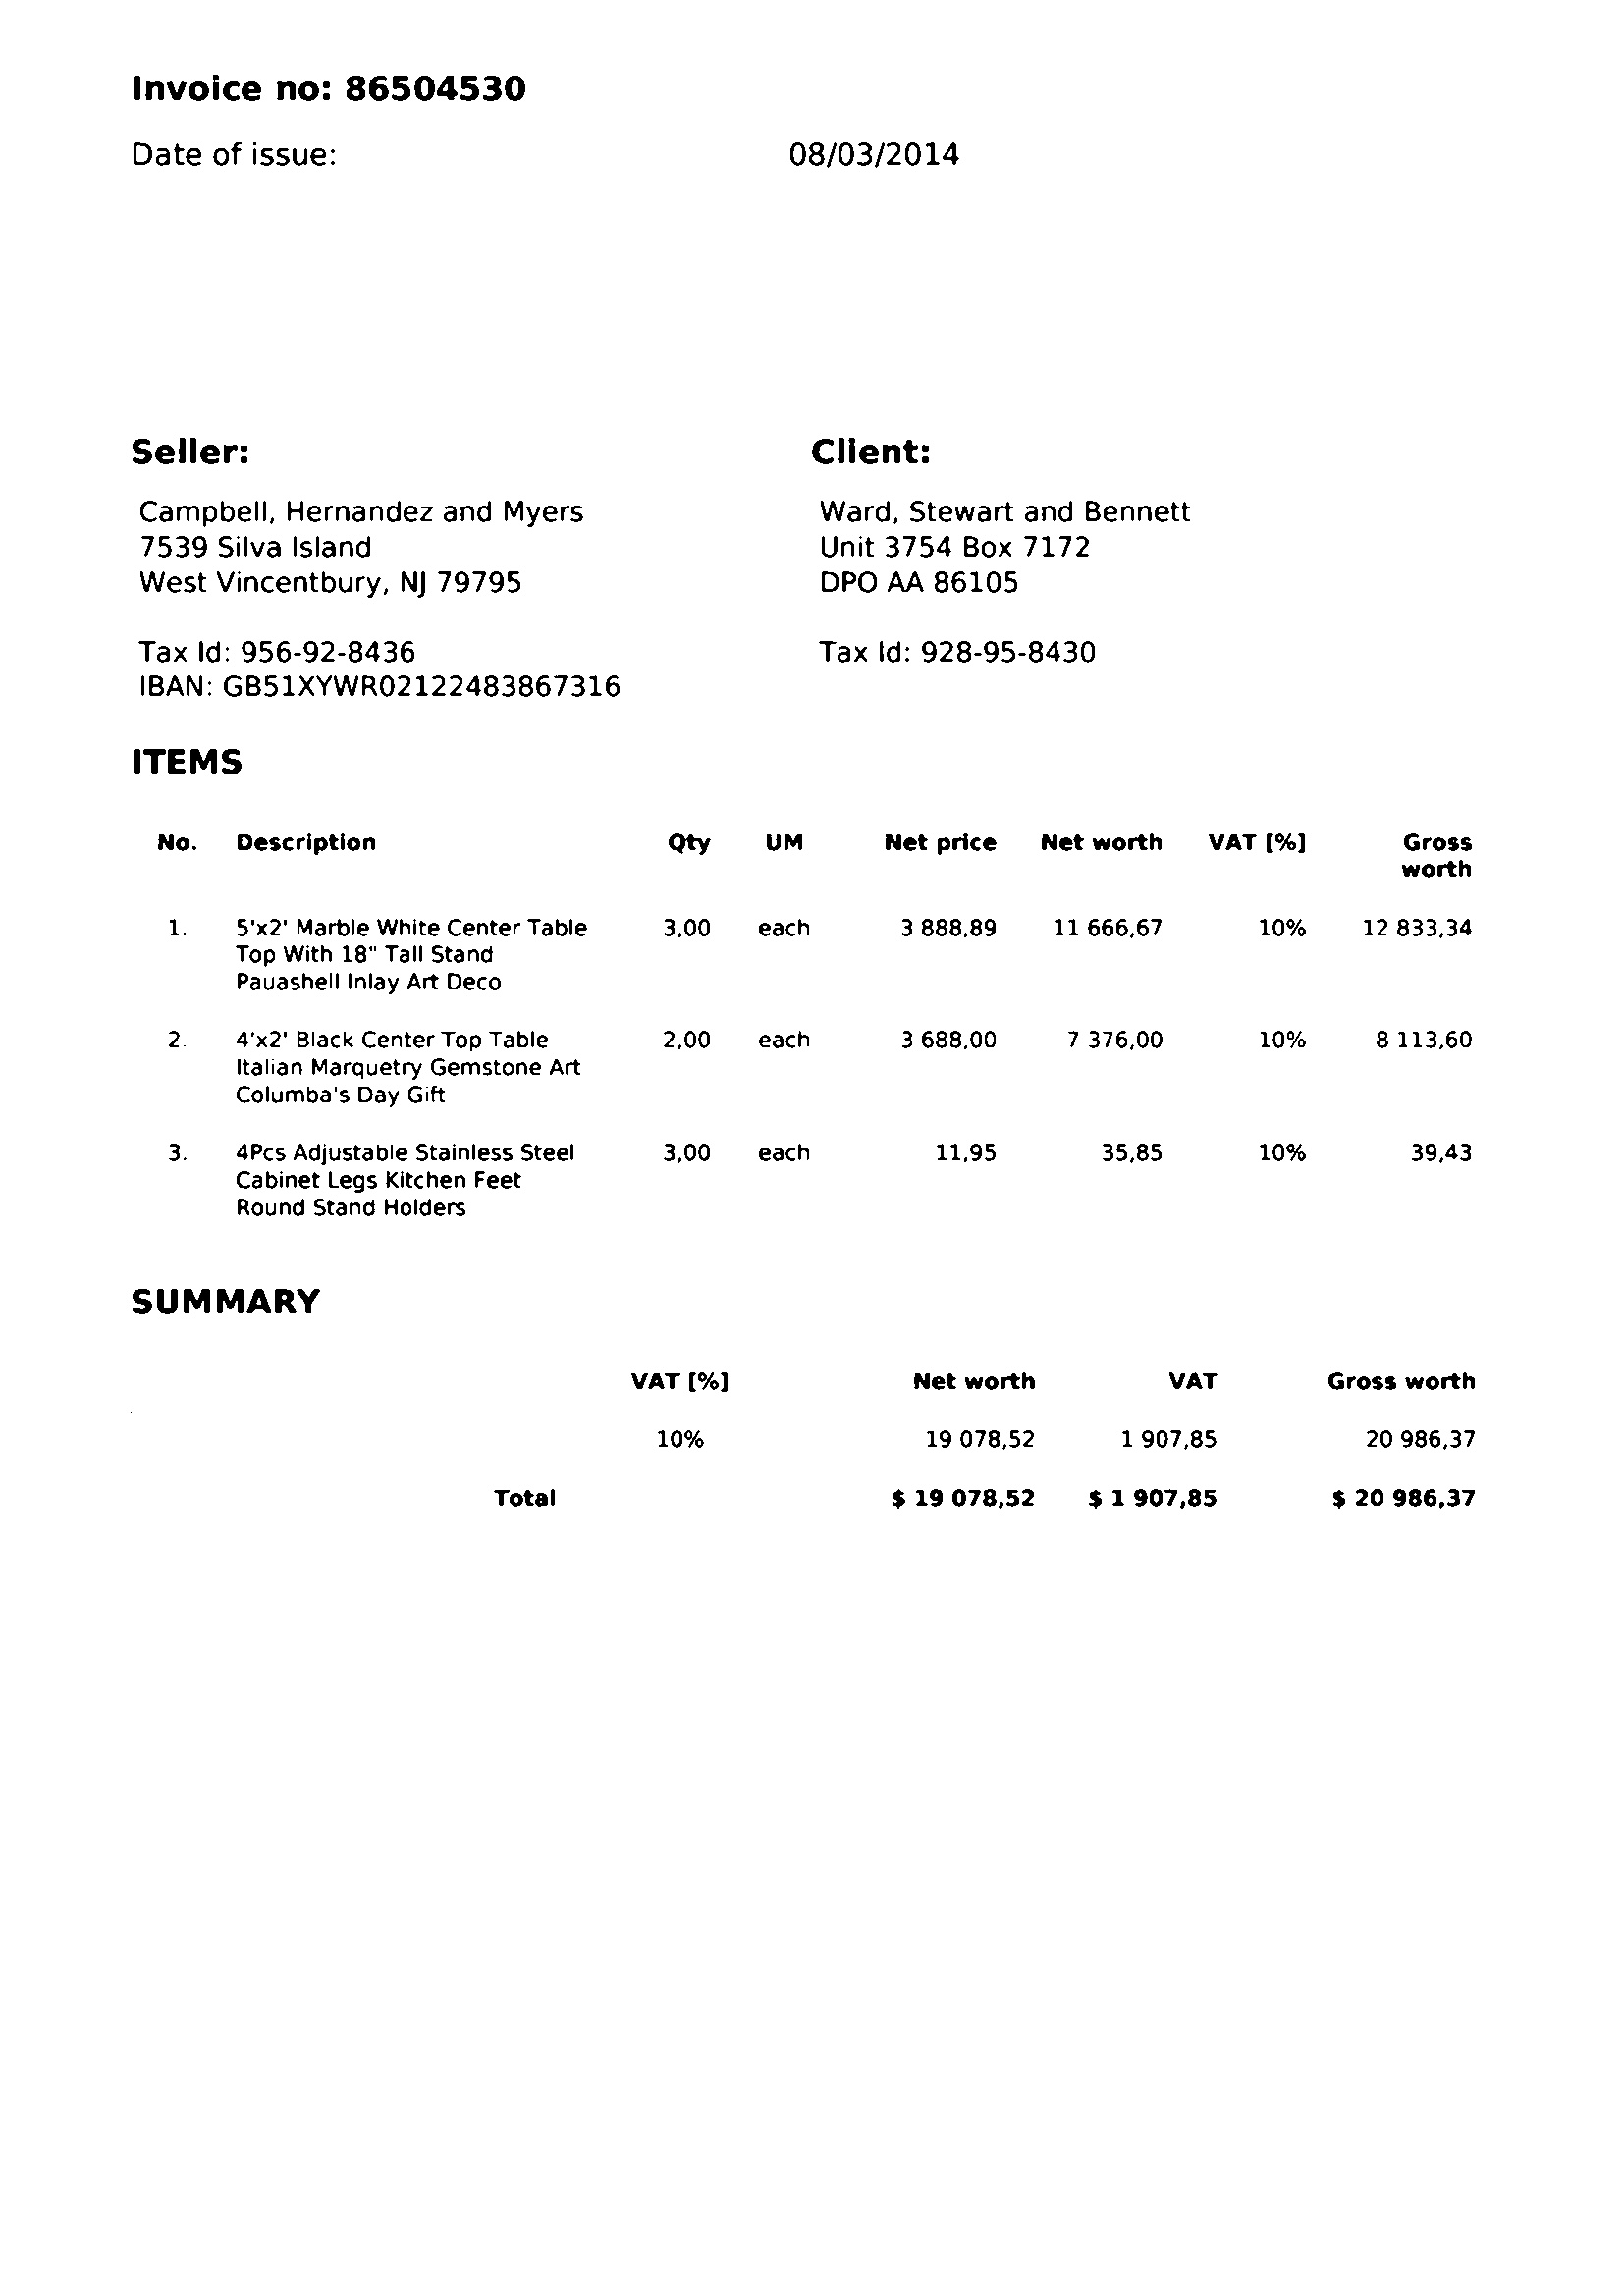 Invoice no: 86504530
Date of issue: 08/03/2014
Seller:
Campbell, Hernandez and Myers
7539 Silva Island
West Vincentbury, NJ 79795
Tax Id: 956-92-8436
IBAN: GB51XYWR02122483867316
Client:
Ward, Stewart and Bennett
Unit 3754 Box 7172
DPO AA 86105
Tax Id: 928-95-8430
ITEMS
No. Description Qty UM Net price Net worth VAT [%] Gross
worth
1. 5'x2' Marble White Center Table 3,00 each 3 888,89 11 666,67 10% 12 833,34
Top With 18" Tall Stand
Pauashell Inlay Art Deco
2. 4'x2' Black Center Top Table 2,00 each 3 688,00 7 376,00 10% 8 113,60
Italian Marquetry Gemstone Art
Columba's Day Gift
3. 4Pcs Adjustable Stainless Steel 3,00 each 11,95 35,85 10% 39,43
Cabinet Legs Kitchen Feet
Round Stand Holders
SUMMARY
VAT [%] Net worth VAT Gross worth
10% 19 078,52 1 907,85 20 986,37
Total $ 19 078,52 $ 1 907,85 $ 20 986,37